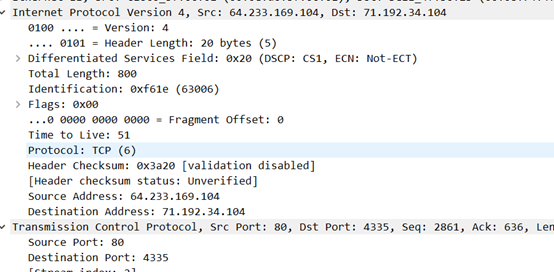 Internet Protocol Version 4, Src: 64.233.169.104, Dst: 71.192.34.104
0100 .... = Version: 4
.... 0101 = Header Length: 20 bytes (5)
Differentiated Services Field: 0x20 (DSCP: CS1, ECN: Not-ECT)
Total Length: 800
Identification: 0xf61e (63006)
Flags: 0x00
...0 0000 0000 0000 = Fragment Offset: 0
Time to Live: 51
Protocol: TCP (6)
Header Checksum: 0x3a20 [validation disabled]
[Header checksum status: Unverified]
Source Address: 64.233.169.104
Destination Address: 71.192.34.104
Transmission Control Protocol, Src Port: 80, Dst Port: 4335, Seq: 2861, Ack: 636, Len
Source Port: 80
Destination Port: 4335